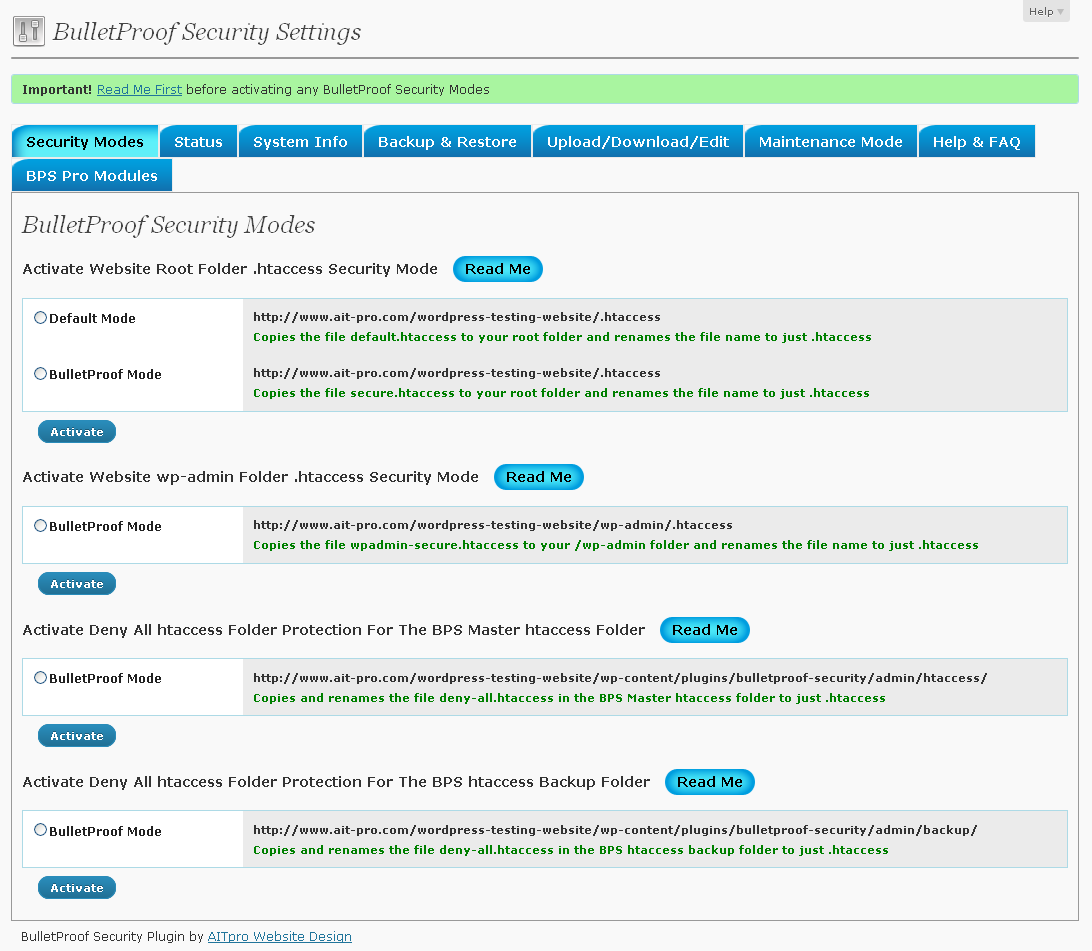 Help
BulletProof Security Settings
Important! Read Me First before activating any BulletProof Security Modes
Security Modes Status System Info Backup & Restore Upload/Download/Edit Maintenance Mode Help & FAQ
BPS Pro Modules
BulletProof Security Modes
Activate Website Root Folder .htaccess Security Mode Read Me
Default Mode http://www.ait-pro.com/wordpress-testing-website/.htaccess
Copies the file default.htaccess to your root folder and renames the file name to just .htaccess
BulletProof Mode http://www.ait-pro.com/wordpress-testing-website/.htaccess
Copies the file secure.htaccess to your root folder and renames the file name to just .htaccess
Activate
Activate Website wp-admin Folder .htaccess Security Mode Read Me
BulletProof Mode http://www.ait-pro.com/wordpress-testing-website/wp-admin/.htaccess
Copies the file wpadmin-secure.htaccess to your /wp-admin folder and renames the file name to just .htaccess
Activate
Activate Deny All htaccess Folder Protection For The BPS Master htaccess Folder Read Me
BulletProof Mode http://www.ait-pro.com/wordpress-testing-website/wp-content/plugins/bulletproof-security/admin/htaccess/
Copies and renames the file deny-all.htaccess in the BPS Master htaccess folder to just .htaccess
Activate
Activate Deny All htaccess Folder Protection For The BPS htaccess Backup Folder Read Me
BulletProof Mode http://www.ait-pro.com/wordpress-testing-website/wp-content/plugins/bulletproof-security/admin/backup/
Copies and renames the file deny-all.htaccess in the BPS htaccess backup folder to just .htaccess
Activate
BulletProof Security Plugin by AITpro Website Design